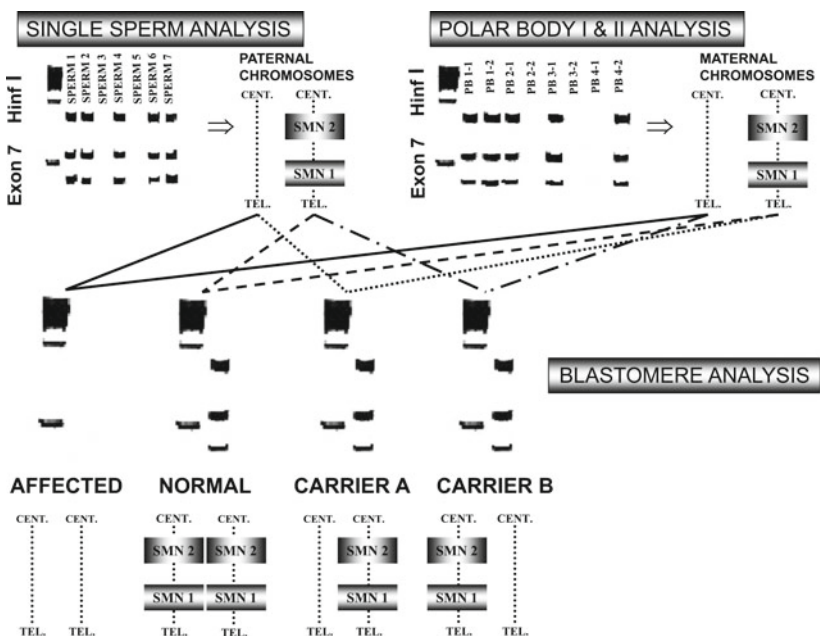 SINGLE SPERM ANALYSIS
POLAR BODY I & II ANALYSIS
Hinf I
Exon 7
SPERM 1
SPERM 2
SPERM 3
SPERM 4
SPERM 5
SPERM 6
SPERM 7
PATERNAL
CHROMOSOMES
CENT. CENT.
SMN 2
SMN 1
TEL. TEL.
Hinf I
Exon 7
PB 1-1
PB 1-2
PB 2-1
PB 2-2
PB 3-1
PB 3-2
PB 4-1
PB 4-2
MATERNAL
CHROMOSOMES
CENT. CENT.
SMN 2
SMN 1
TEL. TEL.
BLASTOMERE ANALYSIS
AFFECTED NORMAL CARRIER A CARRIER B
CENT. CENT. CENT. CENT. CENT. CENT. CENT. CENT.
SMN 2 SMN 2 SMN 2 SMN 2
SMN 1 SMN 1 SMN 1 SMN 1
TEL. TEL. TEL. TEL. TEL. TEL. TEL. TEL.